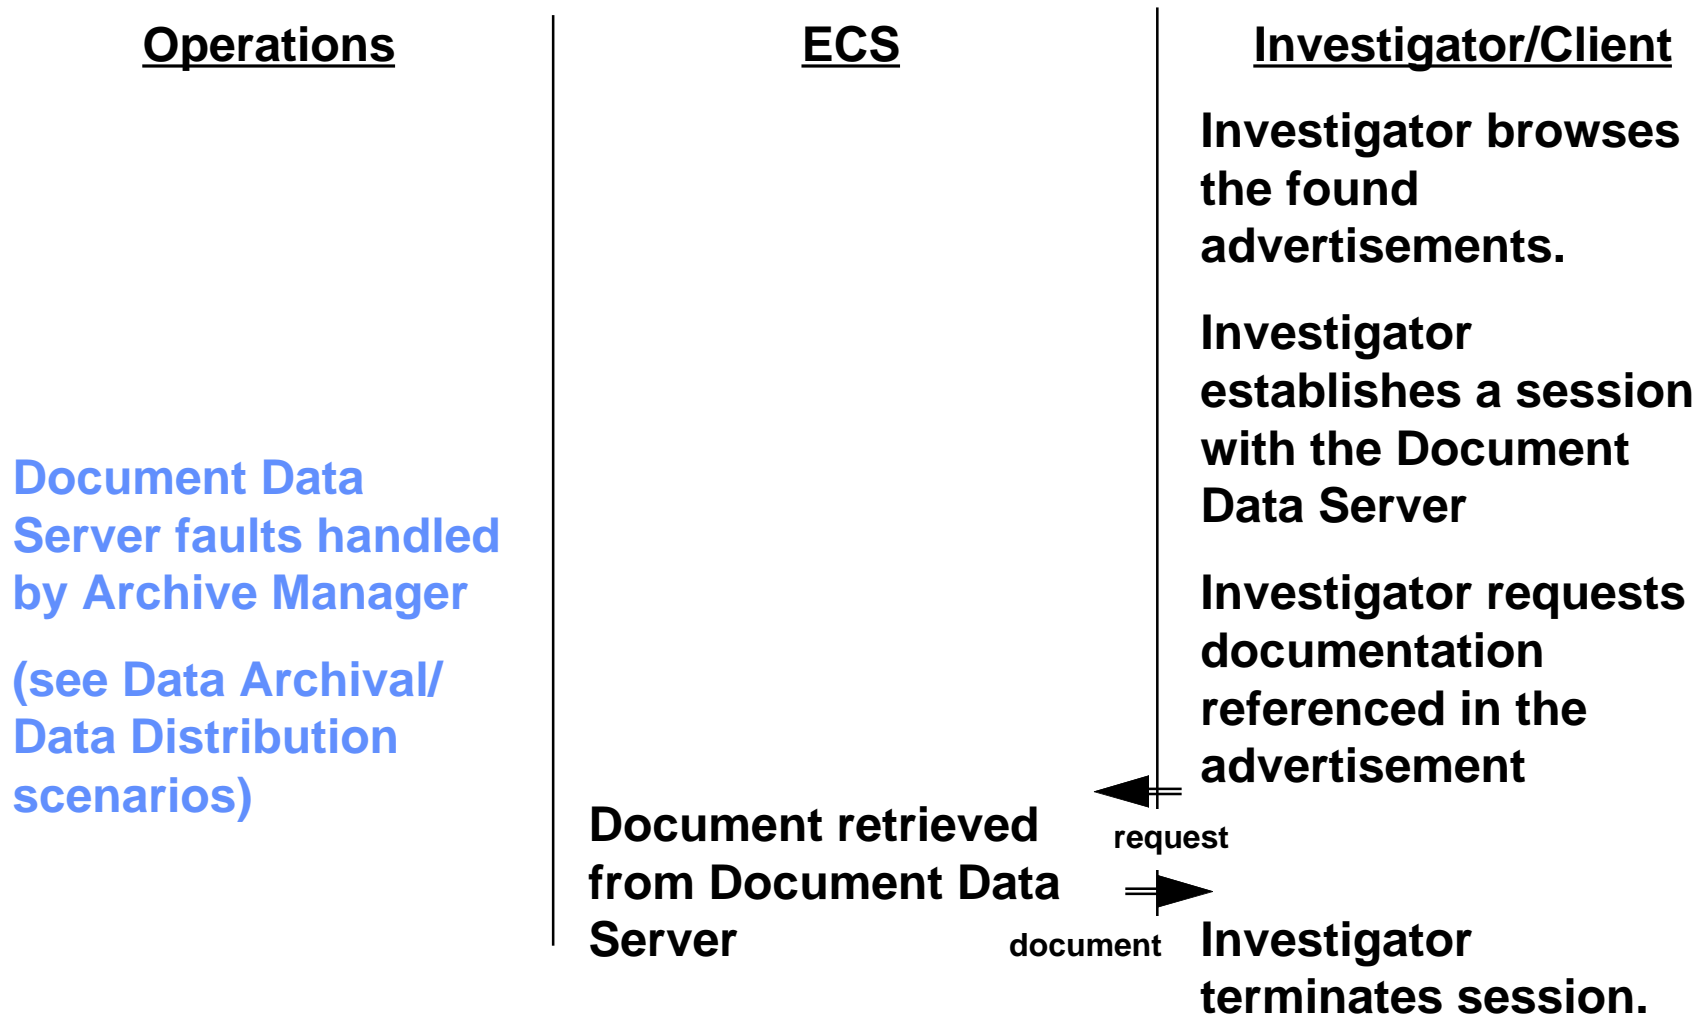 Operations
ECS
Investigator/Client
Investigator browses
the found
advertisements.
Investigator
establishes a session
with the Document
Data Server
Document Data
Server faults handled
by Archive Manager
(see Data Archival/
Data Distribution
scenarios)
Investigator requests
documentation
referenced in the
advertisement
request
Document retrieved
from Document Data
Server
document
Investigator
terminates session.